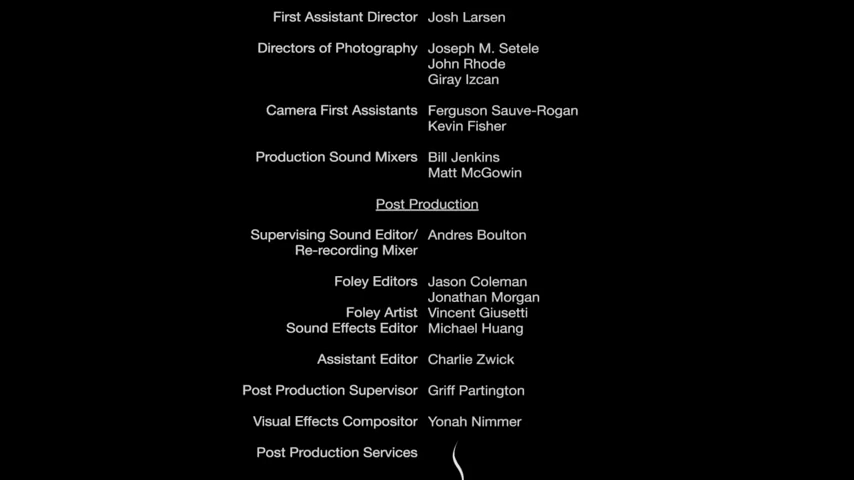 First Assistant Director Josh Larsen
Directors of Photography Joseph M. Setele
John Rhode
Giray Izcan
Camera First Assistants Ferguson Sauve-Rogan
Kevin Fisher
Production Sound Mixers Bill Jenkins
Matt McGowin
Post Production
Supervising Sound Editor/ Andres Boulton
Re-recording Mixer
Foley Editors Jason Coleman
Jonathan Morgan
Foley Artist Vincent Giusetti
Sound Effects Editor Michael Huang
Assistant Editor Charlie Zwick
Post Production Supervisor Griff Partington
Visual Effects Compositor Yonah Nimmer
Post Production Services